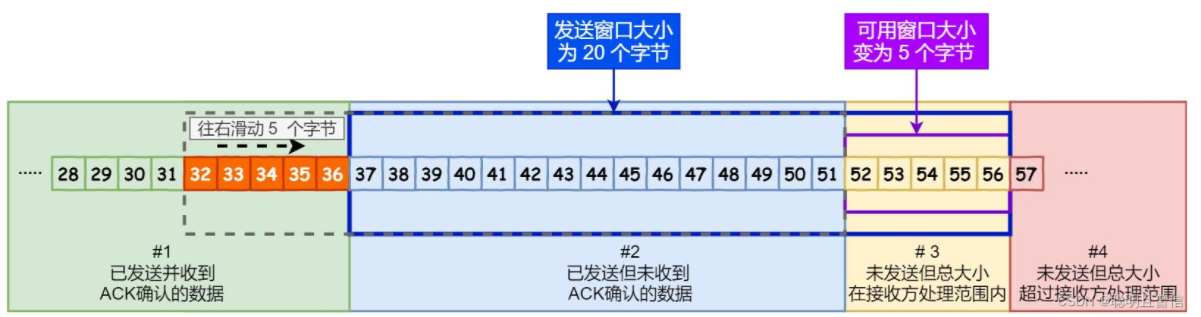 发送窗口大小
为 20 个字节
可用窗口大小
变为 5 个字节
往右滑动 5 个字节
····· 28 29 30 31 32 33 34 35 36 37 38 39 40 41 42 43 44 45 46 47 48 49 50 51 52 53 54 55 56 57 ·····
#1
已发送并收到
ACK确认的数据
#2
已发送但未收到
ACK确认的数据
# 3
未发送但总大小
在接收方处理范围内
#4
未发送但总大小
超过接收方处理范围